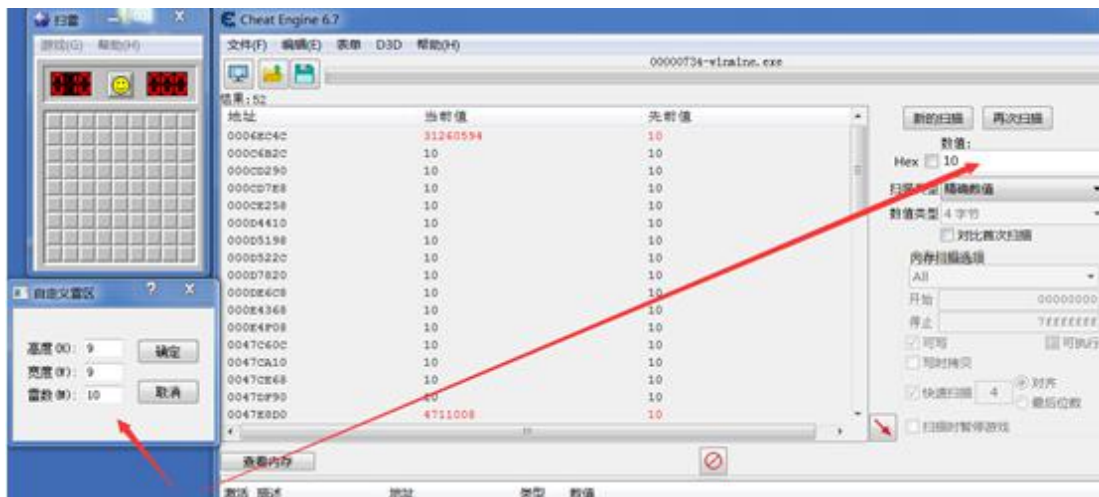 扫雷
游戏(G) 帮助(H)
010 000
自定义雷区
高度(H): 9
确定
宽度(W): 9
取消
雷数(M): 10
Cheat Engine 6.7
文件(F) 编辑(E) 表单 D3D 帮助(H)
00000734-winmine.exe
结果:52
地址 当前值 先前值
0006EC4C 31260594 10
000C6B2C 10 10
000CD290 10 10
000CD7E8 10 10
000CE258 10 10
000D4410 10 10
000D5198 10 10
000D522C 10 10
000D7820 10 10
000DE6C8 10 10
000E4368 10 10
000E4F08 10 10
0047C60C 10 10
0047CA10 10 10
0047CE68 10 10
0047DF90 10 10
0047E8D0 4711008 10
新的扫描 再次扫描
数值:
Hex 10
扫描类型 精确数值
数值类型 4 字节
对比首次扫描
内存扫描选项
All
开始 00000000
停止 7fffffff
可写 可执行
写时拷贝
快速扫描 4 对齐
最后位数
扫描时暂停游戏
查看内存
激活 描述 地址 类型 数值